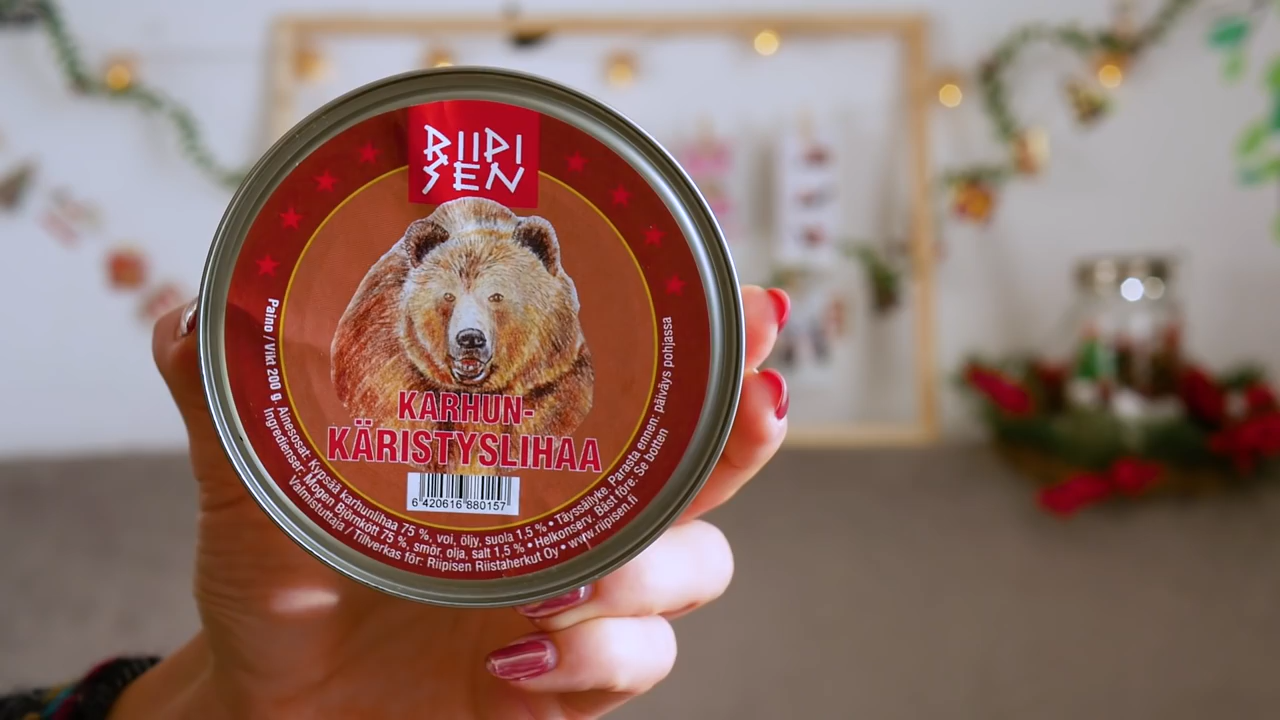 RIIPI
SEN
KARHUN-
KÄRISTYSLIHAA
6 420616 880157
Paino / Vikt 200 g. Ainesosat: Kypsää karhunlihaa 75 %, voi, öljy, suola 1,5 % • Täyssäilyke. Parasta ennen: päiväys pohjassa
Ingredienser: Mogen Björnkött 75 %, smör, olja, salt 1,5 % • Helkonserv. Bäst före: Se botten
Valmistuttaja / Tillverkas för: Riipisen Riistaherkut Oy • www.riipisen.fi